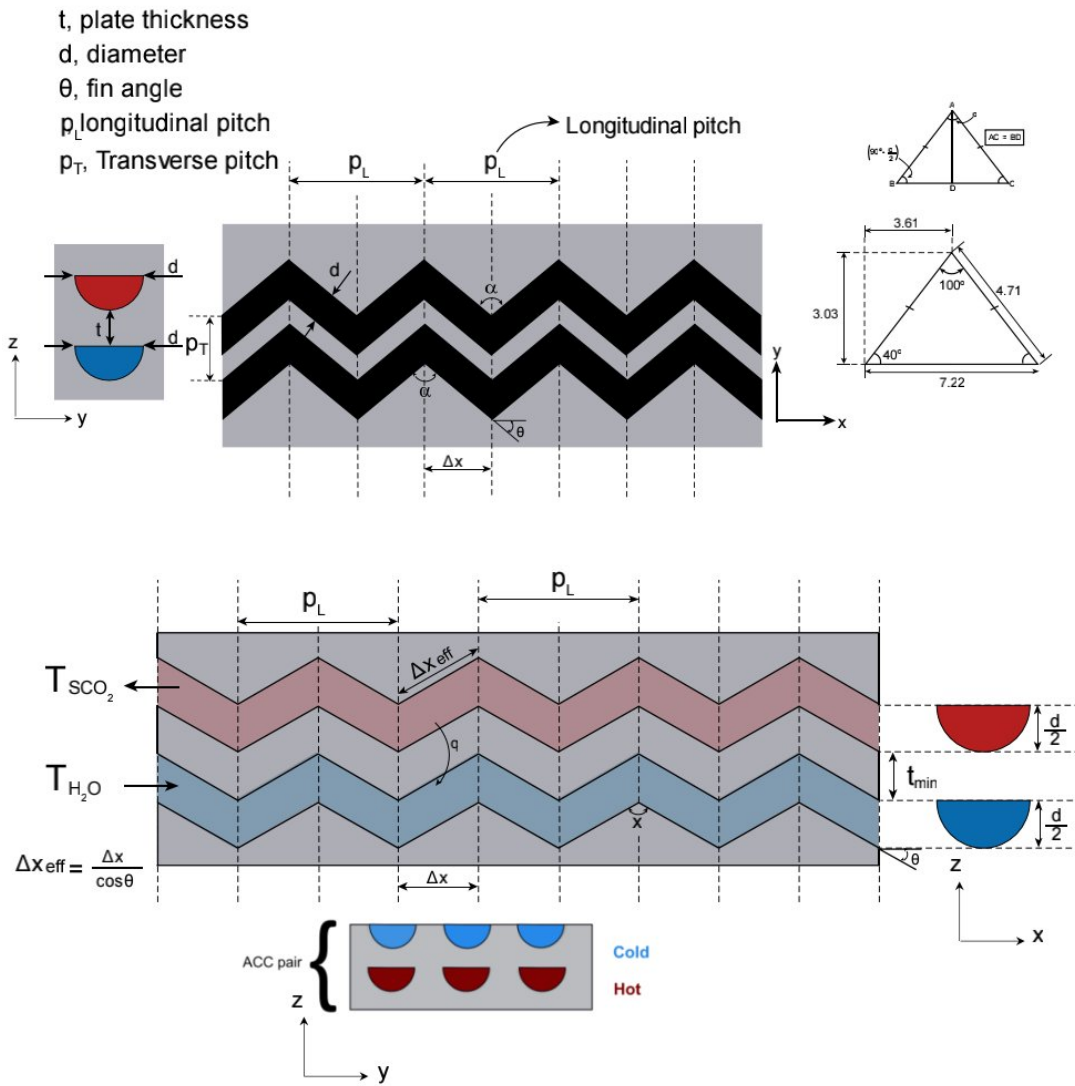 t, plate thickness
d, diameter
θ, fin angle
pL longitudinal pitch
pT, Transverse pitch
Longitudinal pitch
pL
pL
A
AC = BD
B
D
C
3.61
100°
4.71
3.03
40°
7.22
d
t
d
z
y
pT
d
α
α
θ
Δx
y
x
pL
pL
Δx eff
TSCO2
q
TH2O
x
Δx
θ
d/2
tmin
d/2
Δx eff = Δx/cosθ
z
x
ACC pair
Cold
Hot
z
y